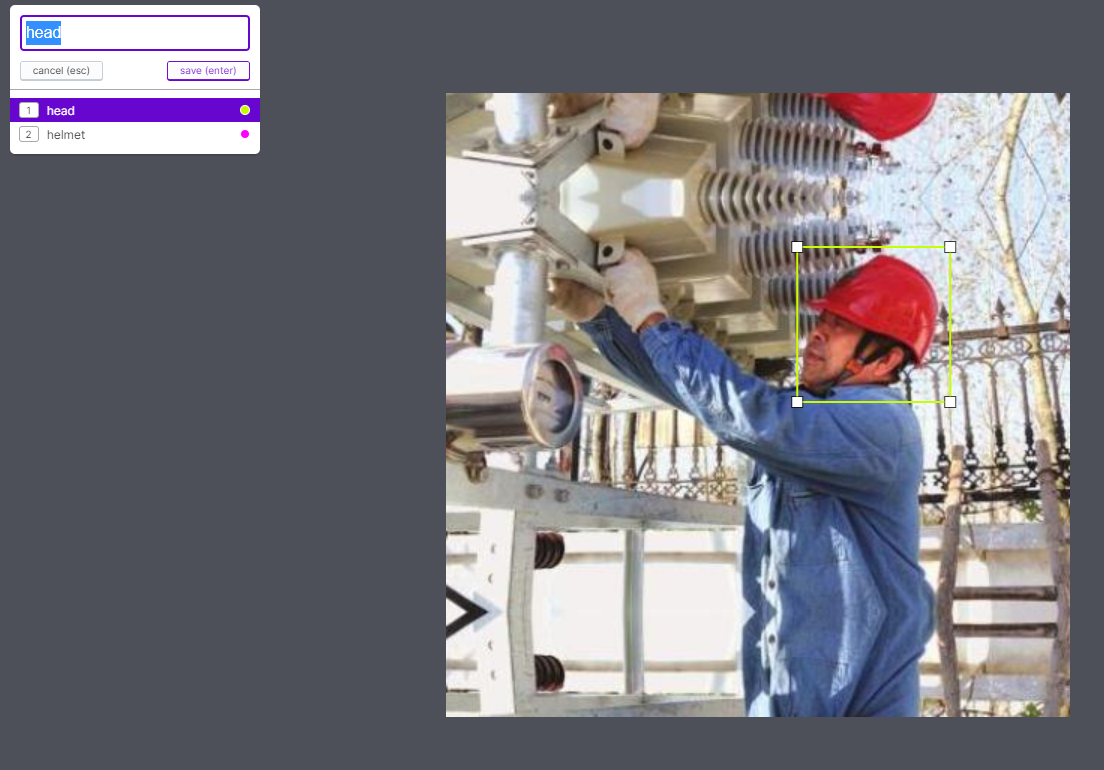 head
cancel (esc)
save (enter)
1 head
2 helmet